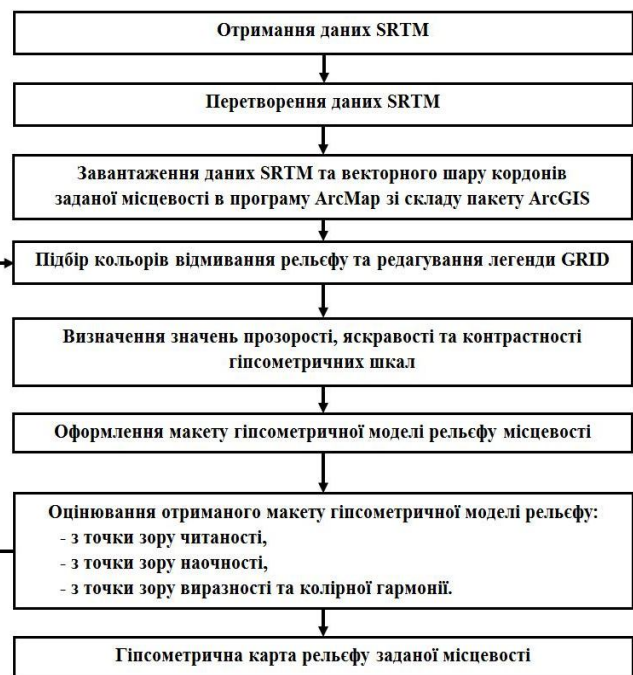 Отримання даних SRTM
Перетворення даних SRTM
Завантаження даних SRTM та векторного шару кордонів
заданої місцевості в програму ArcMap зі складу пакету ArcGIS
Підбір кольорів відмивання рельєфу та редагування легенди GRID
Визначення значень прозорості, яскравості та контрастності
гіпсометричних шкал
Оформлення макету гіпсометричної моделі рельєфу місцевості
Оцінювання отриманого макету гіпсометричної моделі рельєфу:
- з точки зору читаності,
- з точки зору наочності,
- з точки зору виразності та колірної гармонії.
Гіпсометрична карта рельєфу заданої місцевості